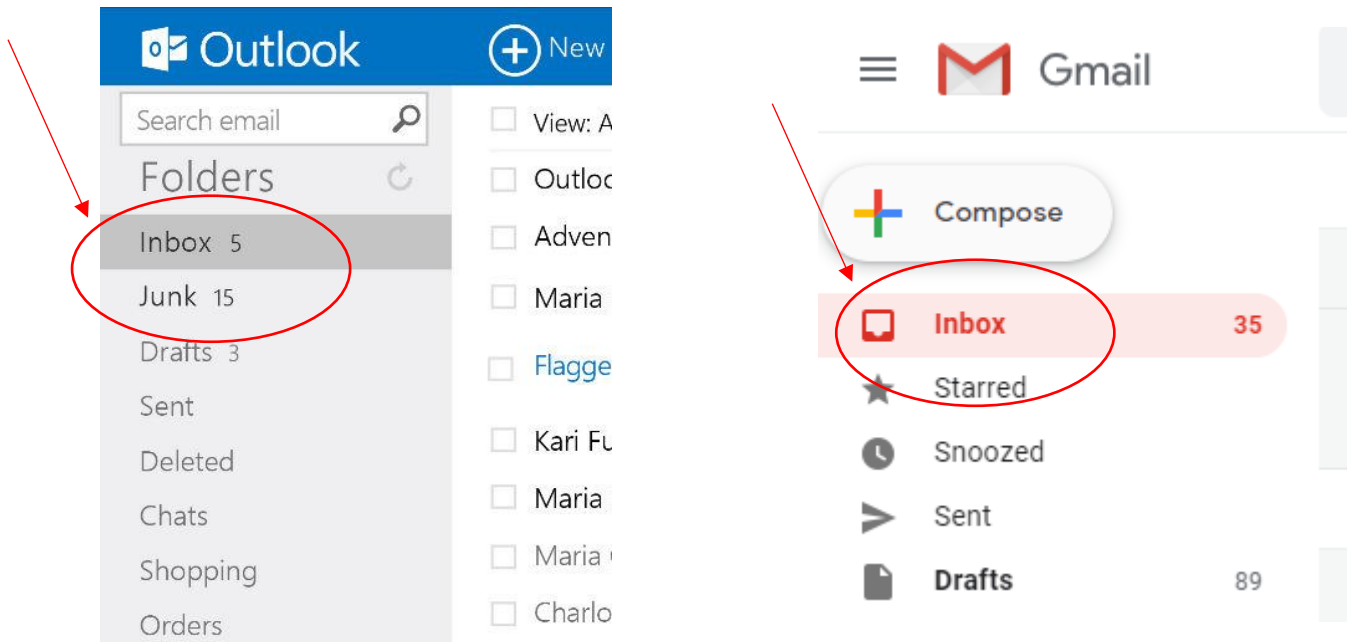 Outlook
New
Search email
Folders
Inbox 5
Junk 15
Drafts 3
Sent
Deleted
Chats
Shopping
Orders
View: A
Outloo
Adven
Maria
Flagge
Kari Fu
Maria
Maria
Charlo
Gmail
Compose
Inbox 35
Starred
Snoozed
Sent
Drafts 89